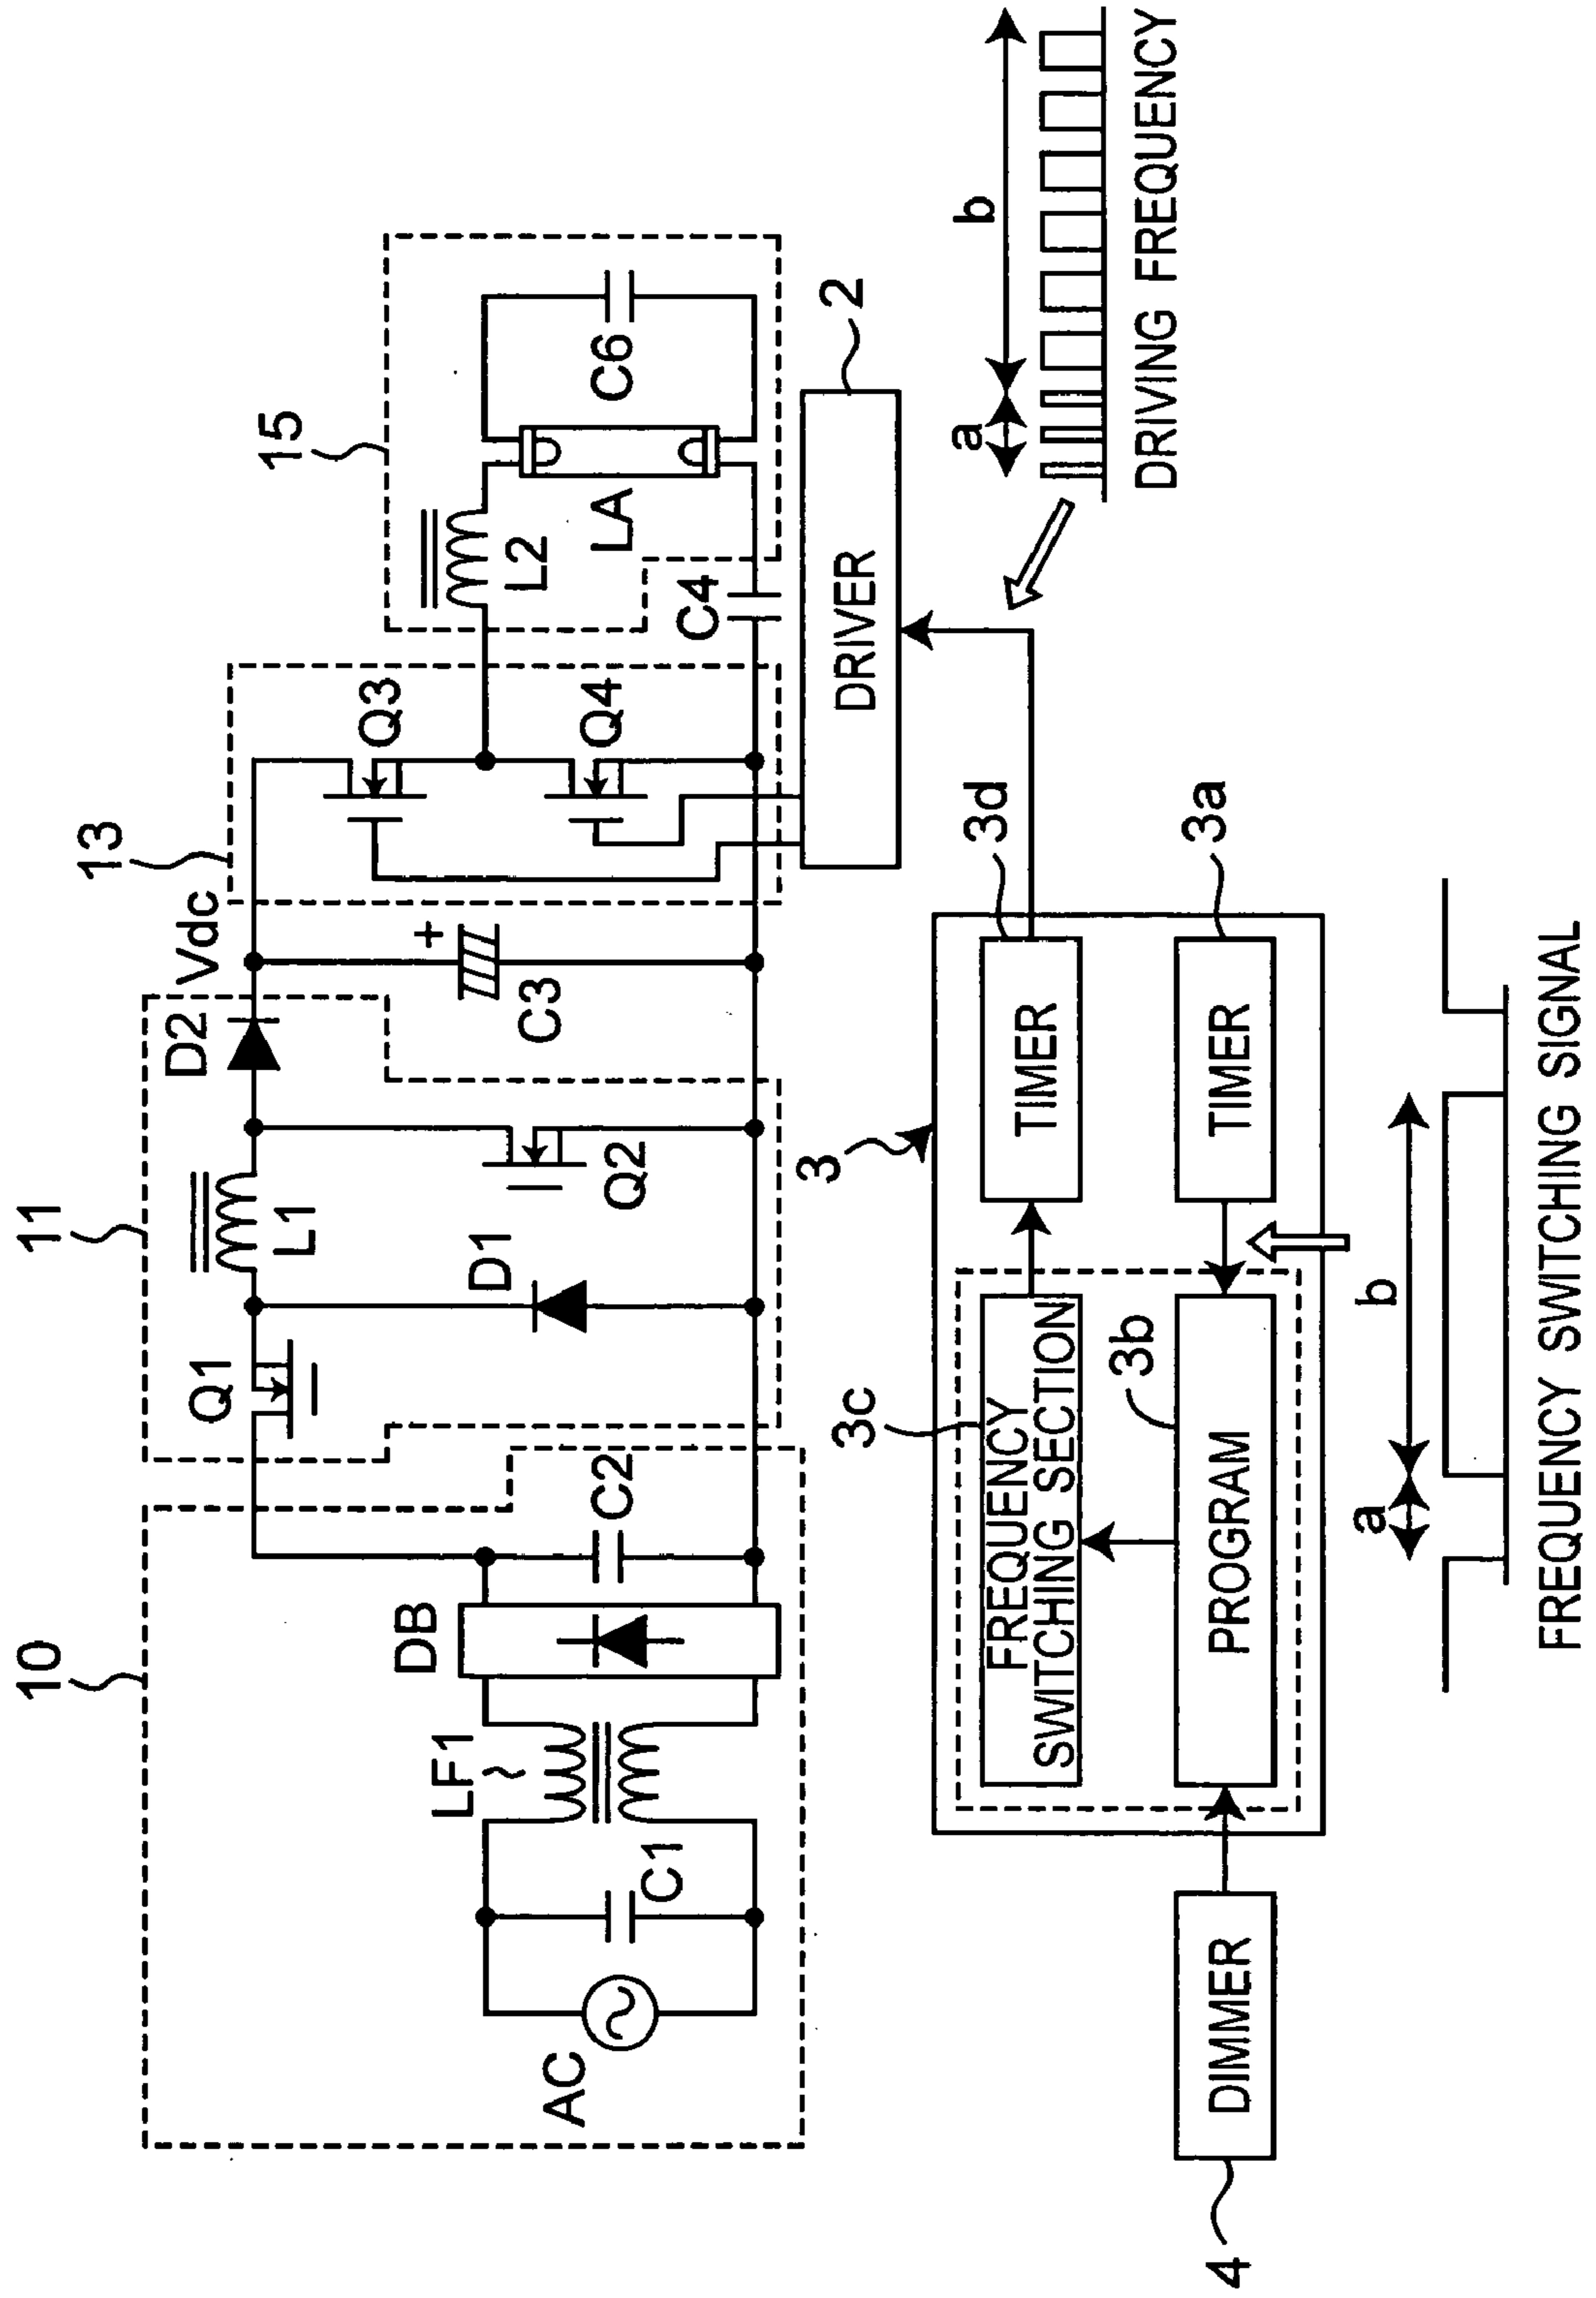 10
11
13
15
AC
C1
LF1
DB
C2
Q1
D1
L1
Q2
D2
Vdc
+
C3
Q3
Q4
L2
LA
C6
C4
DRIVER
2
3
3c
FREQUENCY
SWITCHING SECTION
TIMER
3d
3b
PROGRAM
TIMER
3a
DIMMER
4
a
b
DRIVING FREQUENCY
a
b
FREQUENCY SWITCHING SIGNAL